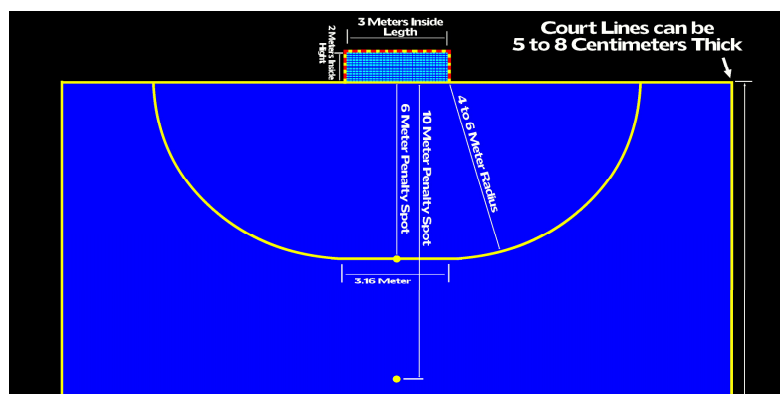 3 Meters Inside
Legth
2 Meters Inside
Hight
Court Lines can be
5 to 8 Centimeters Thick
6 Meter Penalty Spot
10 Meter Penalty Spot
4 to 6 Meter Radius
3.16 Meter